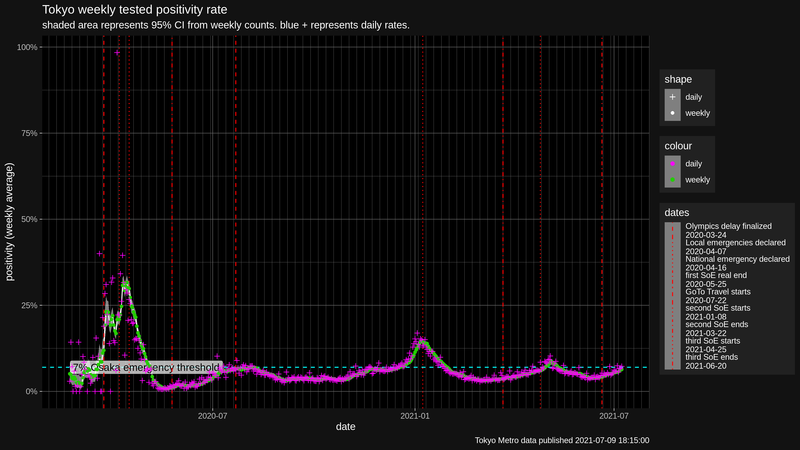 Tokyo weekly tested positivity rate
shaded area represents 95% CI from weekly counts. blue + represents daily rates.
100%
75%
50%
25%
0%
positivity (weekly average)
7% Osaka emergency threshold
2020-07
2021-01
2021-07
date
Tokyo Metro data published 2021-07-09 18:15:00
shape
daily
weekly
colour
daily
weekly
dates
Olympics delay finalized
2020-03-24
Local emergencies declared
2020-04-07
National emergency declared
2020-04-16
first SoE real end
2020-05-25
GoTo Travel starts
2020-07-22
second SoE starts
2021-01-08
second SoE ends
2021-03-22
third SoE starts
2021-04-25
third SoE ends
2021-06-20